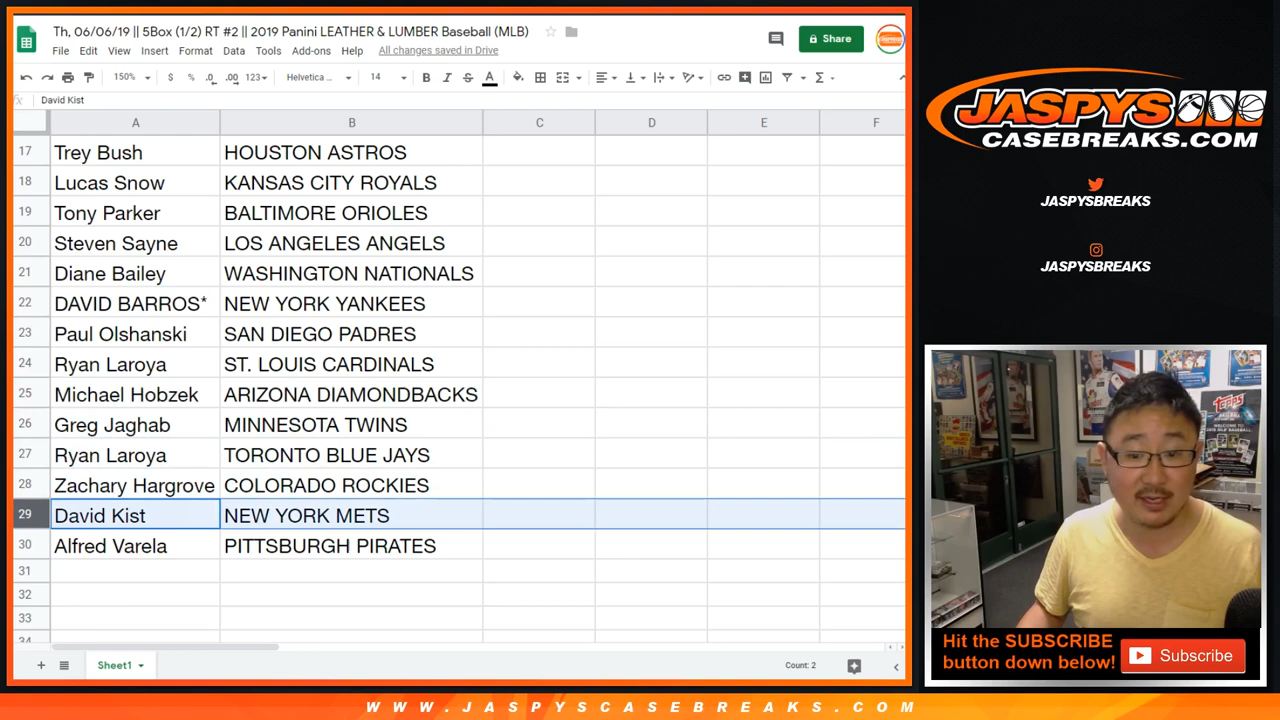 Th, 06/06/19 || 5Box (1/2) RT #2 || 2019 Panini LEATHER & LUMBER Baseball (MLB)
File Edit View Insert Format Data Tools Add-ons Help All changes saved in Drive
Share
150% $ % .0 .00 123 Helvetica ... 14 B I S A
fx David Kist
A B C D E F
17 Trey Bush HOUSTON ASTROS
18 Lucas Snow KANSAS CITY ROYALS
19 Tony Parker BALTIMORE ORIOLES
20 Steven Sayne LOS ANGELES ANGELS
21 Diane Bailey WASHINGTON NATIONALS
22 DAVID BARROS* NEW YORK YANKEES
23 Paul Olshanski SAN DIEGO PADRES
24 Ryan Laroya ST. LOUIS CARDINALS
25 Michael Hobzek ARIZONA DIAMONDBACKS
26 Greg Jaghab MINNESOTA TWINS
27 Ryan Laroya TORONTO BLUE JAYS
28 Zachary Hargrove COLORADO ROCKIES
29 David Kist NEW YORK METS
30 Alfred Varela PITTSBURGH PIRATES
31
32
33
34
Sheet1
Count: 2
JASPYS
CASEBREAKS.COM
JASPYSBREAKS
JASPYSBREAKS
topps
BASEBALL
WELCOME TO
Hit the SUBSCRIBE
button down below!
Subscribe
WWW.JASPYSCASEBREAKS.COM